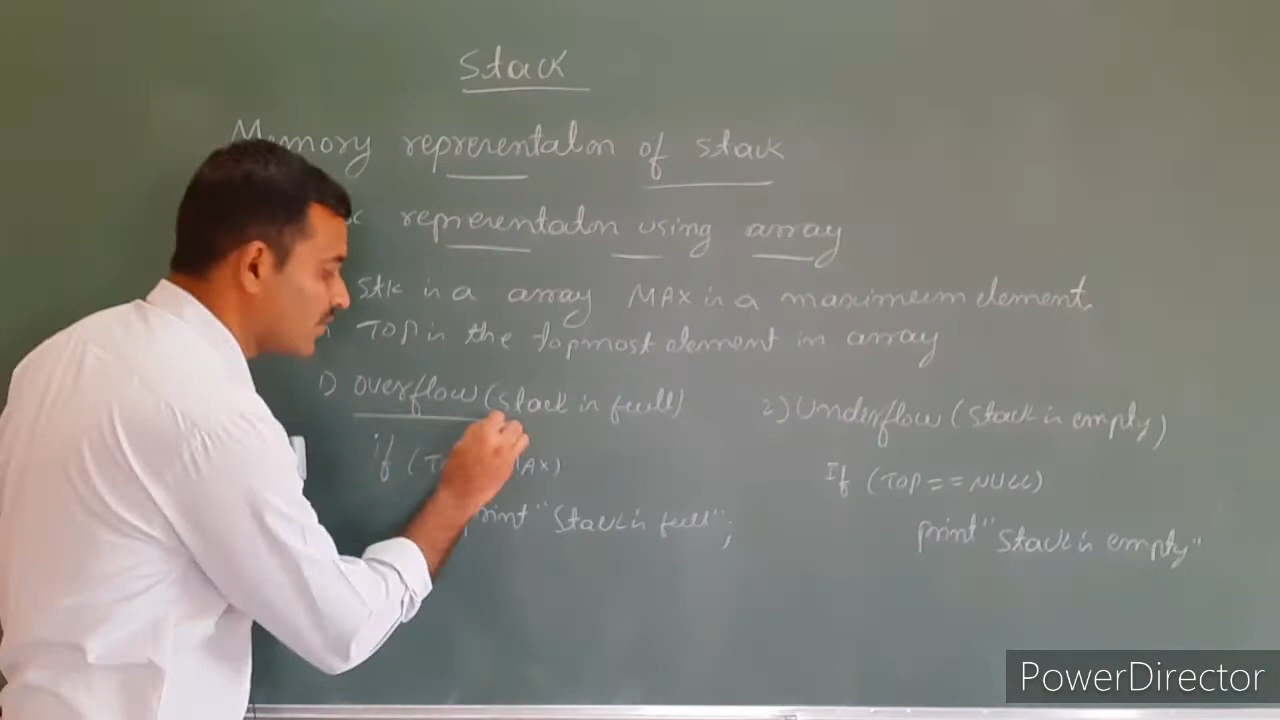 Stack
Memory representation of stack
representation using array
Stk is a array MAX is a maximum element
TOP is the topmost element in array
1) overflow (stack is full)
2) Underflow (stack is empty)
if (
If (TOP == NULL)
print "Stack is full";
print "Stack is empty"
PowerDirector